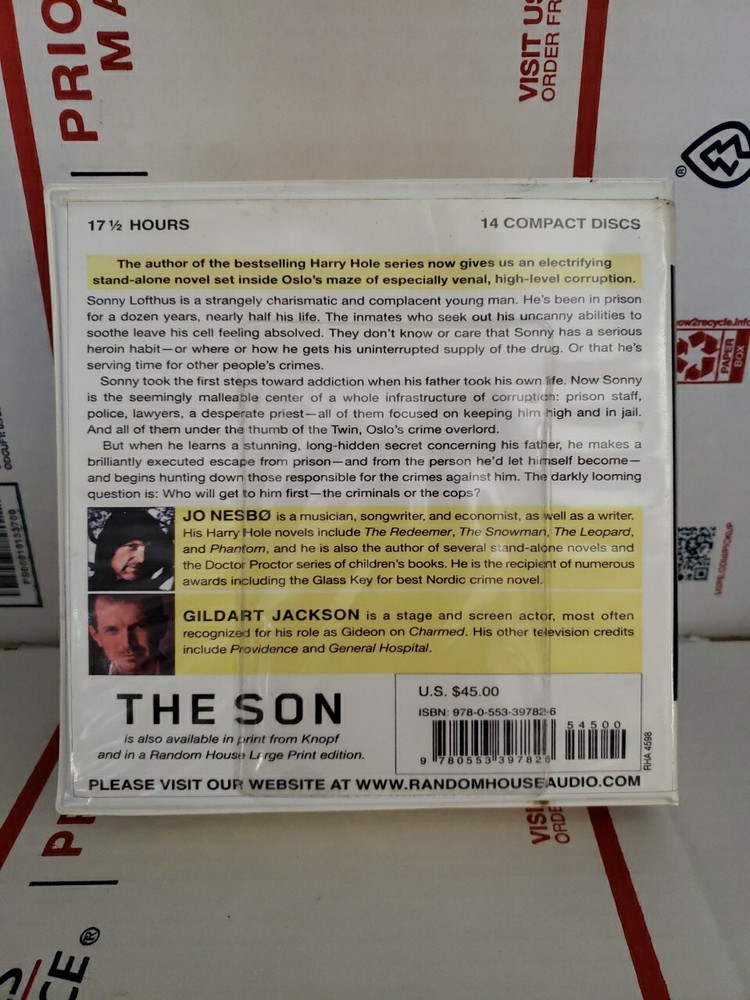 PRIO
MA
VISIT US
ORDER FR
®
17 ½ HOURS
14 COMPACT DISCS
The author of the bestselling Harry Hole series now gives us an electrifying
stand-alone novel set inside Oslo's maze of especially venal, high-level corruption.
Sonny Lofthus is a strangely charismatic and complacent young man. He's been in prison
for a dozen years, nearly half his life. The inmates who seek out his uncanny abilities to
soothe leave his cell feeling absolved. They don't know or care that Sonny has a serious
heroin habit—or where or how he gets his uninterrupted supply of the drug. Or that he's
serving time for other people's crimes.
Sonny took the first steps toward addiction when his father took his own life. Now Sonny
is the seemingly malleable center of a whole infrastructure of corruption: prison staff,
police, lawyers, a desperate priest—all of them focused on keeping him high and in jail.
And all of them under the thumb of the Twin, Oslo's crime overlord.
But when he learns a stunning, long-hidden secret concerning his father, he makes a
brilliantly executed escape from prison—and from the person he'd let himself become—
and begins hunting down those responsible for the crimes against him. The darkly looming
question is: Who will get to him first—the criminals or the cops?
JO NESBØ is a musician, songwriter, and economist, as well as a writer.
His Harry Hole novels include The Redeemer, The Snowman, The Leopard,
and Phantom, and he is also the author of several stand-alone novels and
the Doctor Proctor series of children's books. He is the recipient of numerous
awards including the Glass Key for best Nordic crime novel.
GILDART JACKSON is a stage and screen actor, most often
recognized for his role as Gideon on Charmed. His other television credits
include Providence and General Hospital.
THE SON
is also available in print from Knopf
and in a Random House Large Print edition.
U.S. $45.00
ISBN: 978-0-553-39782-6
54500
9 780553 397826
RHA 4598
PLEASE VISIT OUR WEBSITE AT WWW.RANDOMHOUSEAUDIO.COM
how2recycle.info
PAPER
BOX
USPS.COM/PICKUP
VISIT
ORDE
PR
CE®